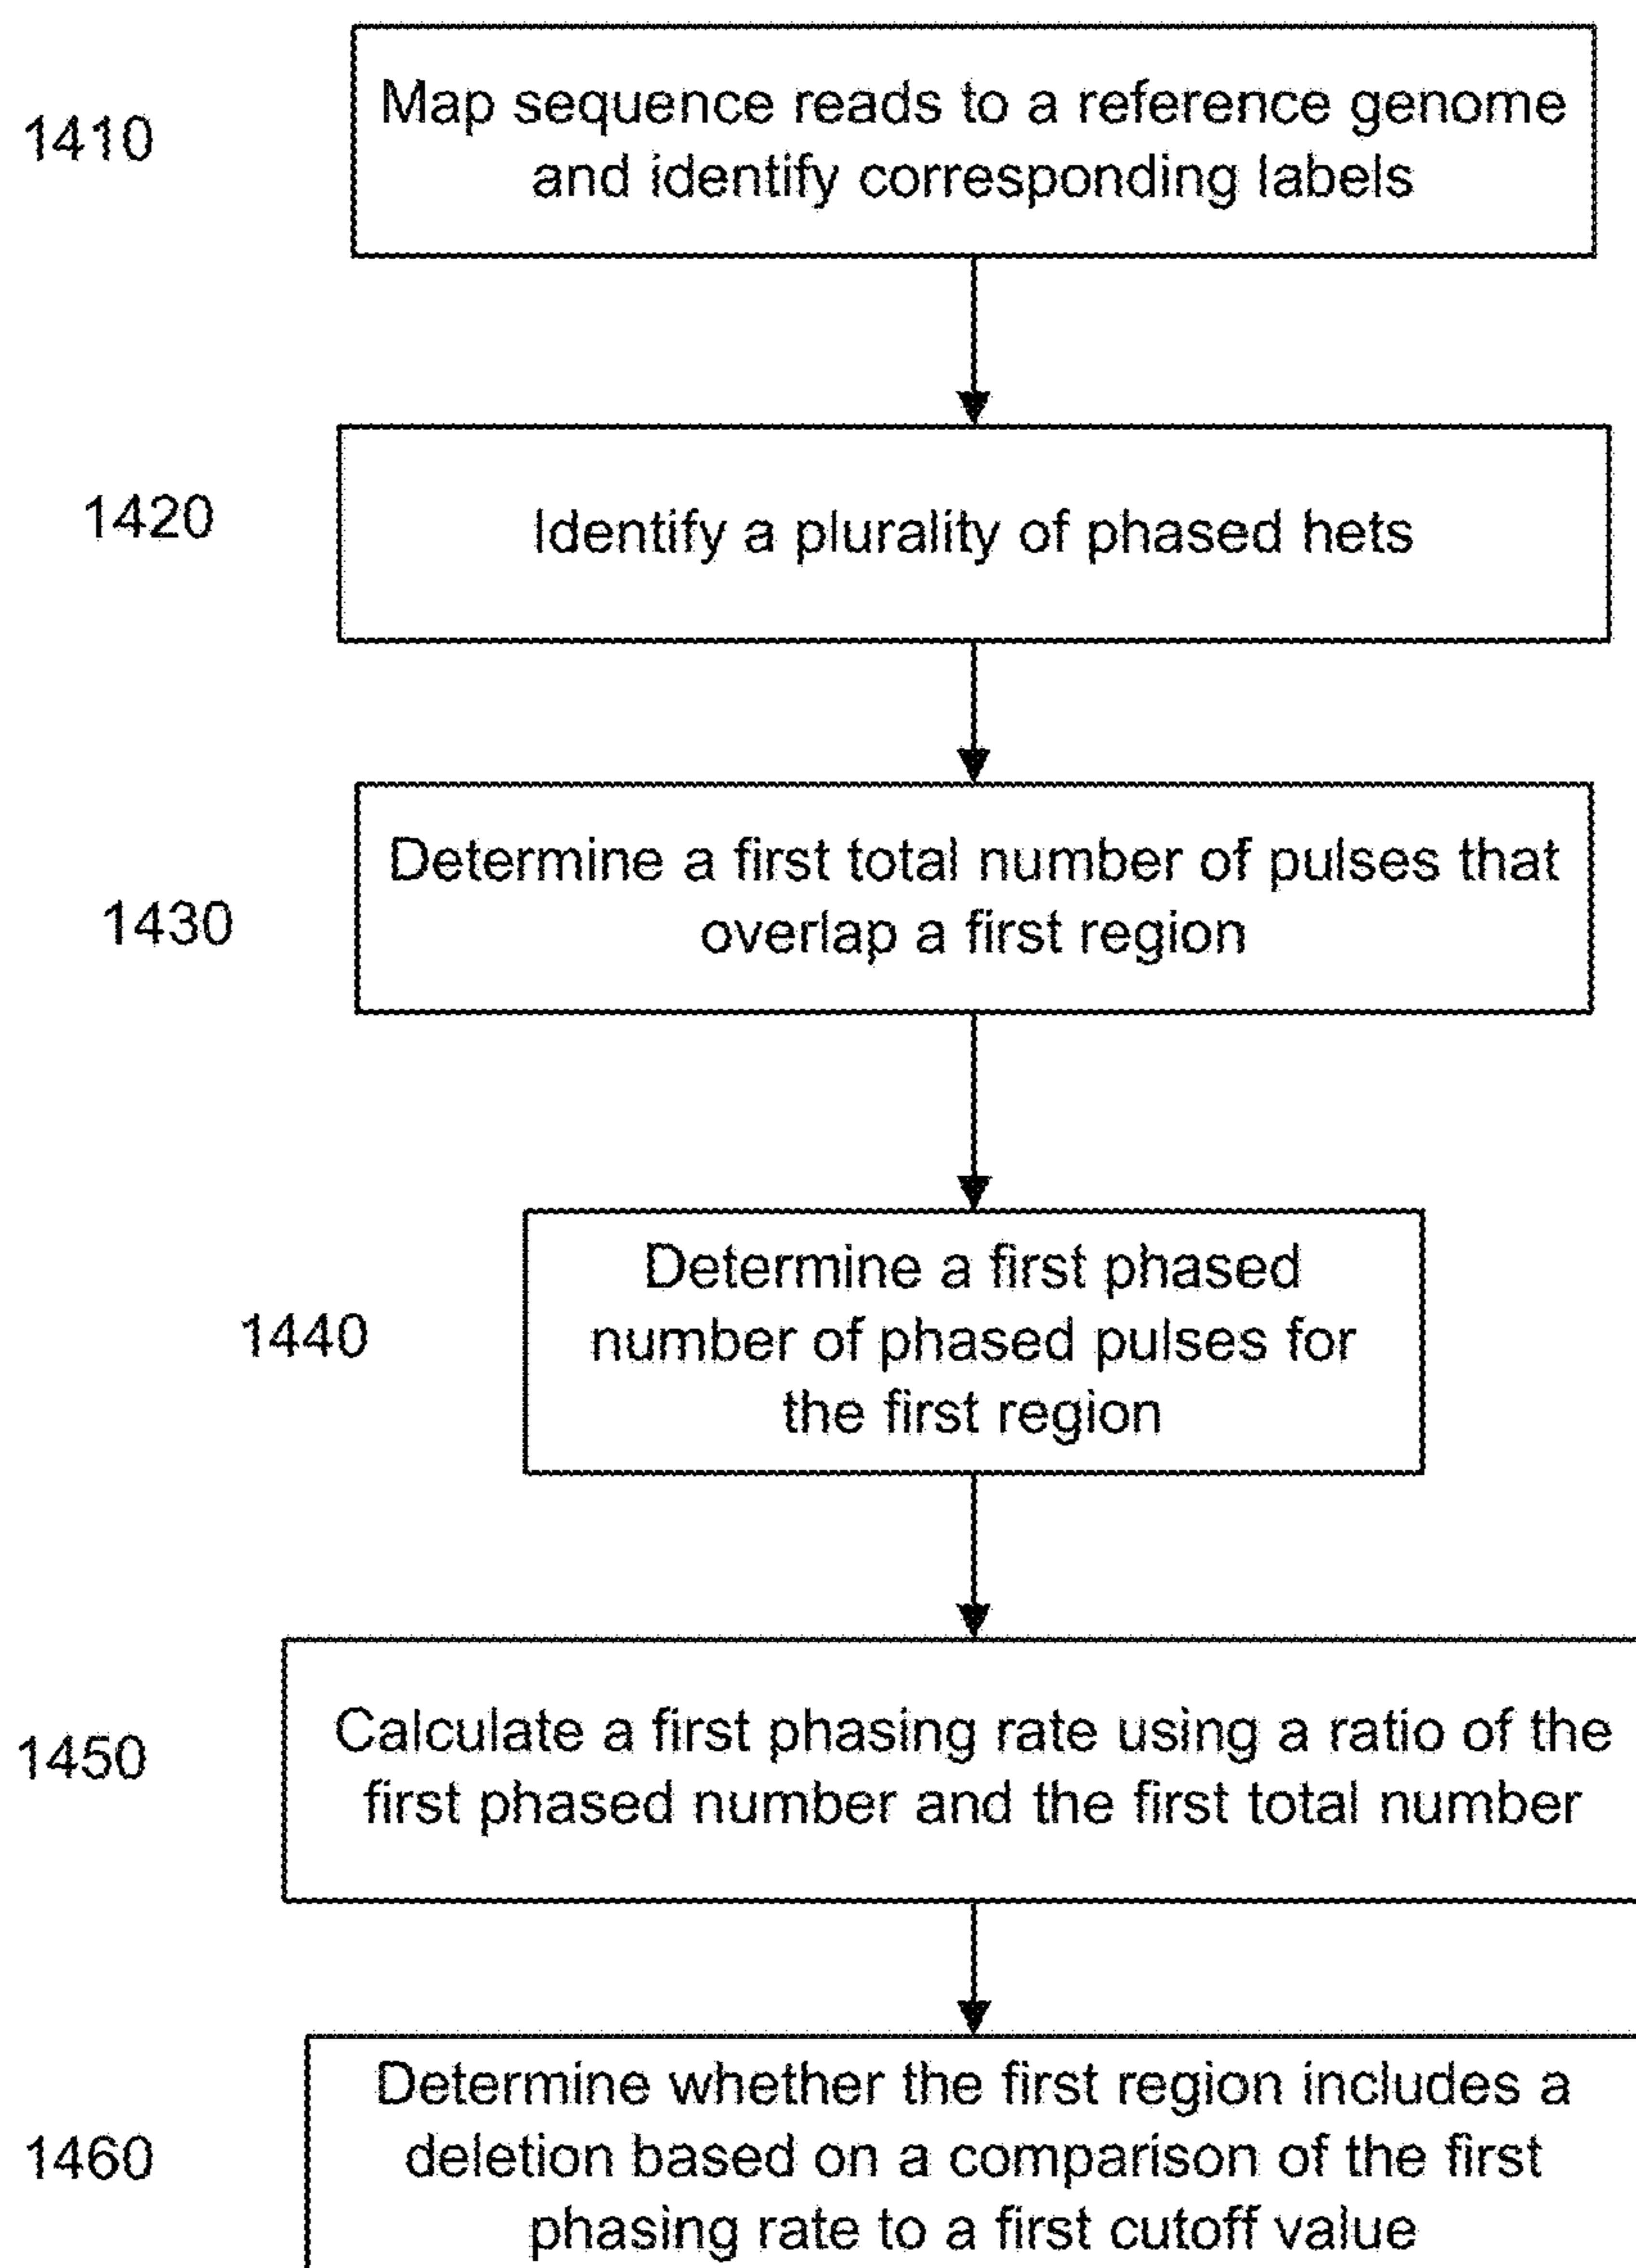 1410
Map sequence reads to a reference genome
and identify corresponding labels
1420
Identify a plurality of phased hets
1430
Determine a first total number of pulses that
overlap a first region
1440
Determine a first phased
number of phased pulses for
the first region
1450
Calculate a first phasing rate using a ratio of the
first phased number and the first total number
1460
Determine whether the first region includes a
deletion based on a comparison of the first
phasing rate to a first cutoff value